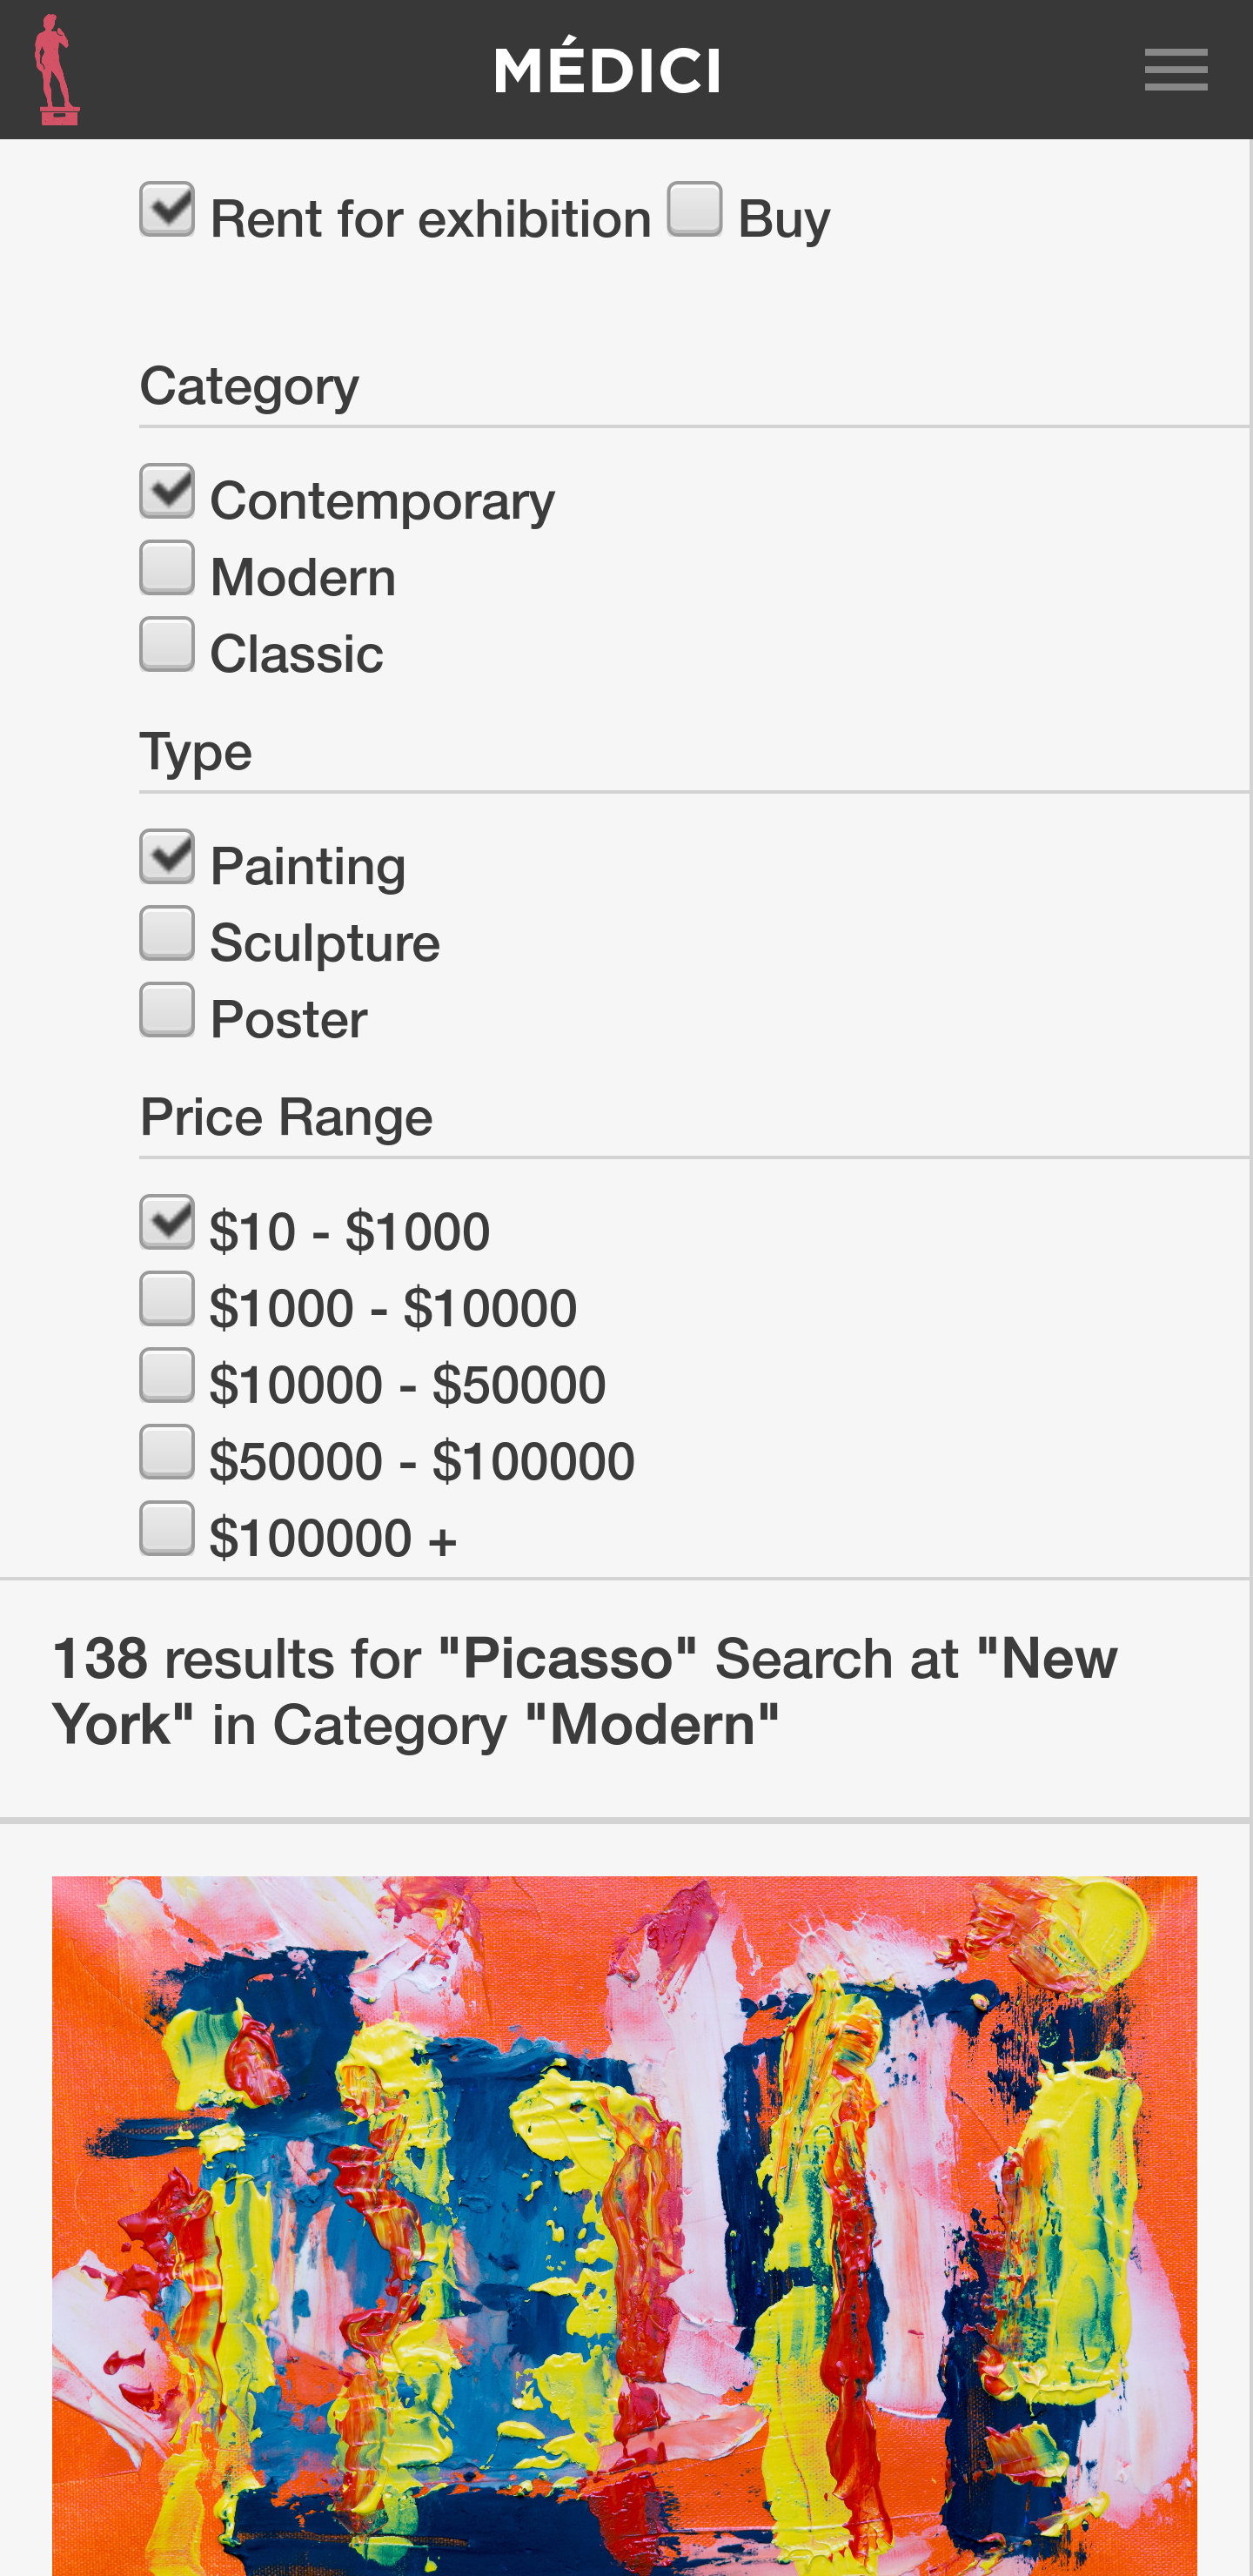 MÉDICI
Rent for exhibition Buy
Category
Contemporary
Modern
Classic
Type
Painting
Sculpture
Poster
Price Range
$10 - $1000
$1000 - $10000
$10000 - $50000
$50000 - $100000
$100000 +
138 results for "Picasso" Search at "New
York" in Category "Modern"